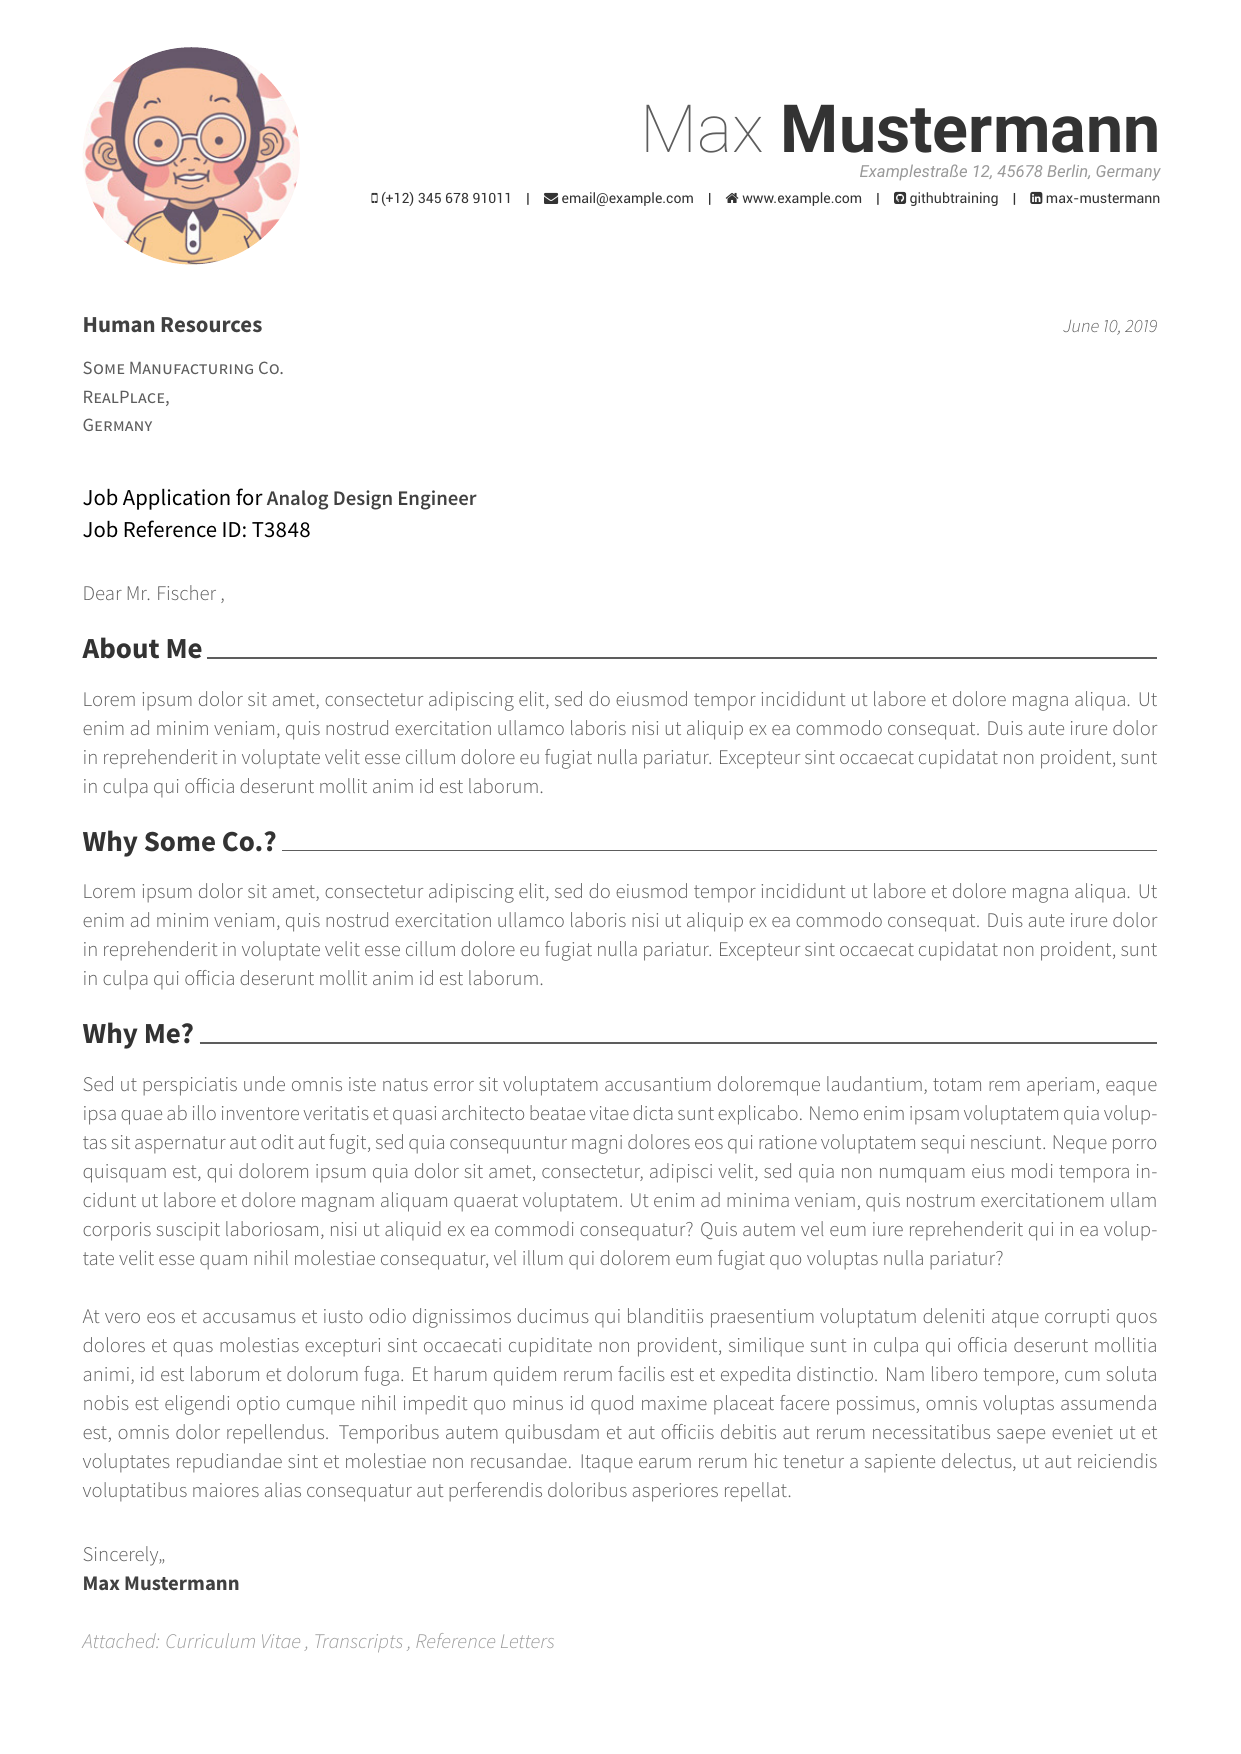 Max Mustermann
Examplestraße 12, 45678 Berlin, Germany
(+12) 345 678 91011 | email@example.com | www.example.com | githubtraining | max-mustermann
Human Resources
June 10, 2019
Some Manufacturing Co.
RealPlace,
Germany
Job Application for Analog Design Engineer
Job Reference ID: T3848
Dear Mr. Fischer ,
About Me
Lorem ipsum dolor sit amet, consectetur adipiscing elit, sed do eiusmod tempor incididunt ut labore et dolore magna aliqua. Ut
enim ad minim veniam, quis nostrud exercitation ullamco laboris nisi ut aliquip ex ea commodo consequat. Duis aute irure dolor
in reprehenderit in voluptate velit esse cillum dolore eu fugiat nulla pariatur. Excepteur sint occaecat cupidatat non proident, sunt
in culpa qui officia deserunt mollit anim id est laborum.
Why Some Co.?
Lorem ipsum dolor sit amet, consectetur adipiscing elit, sed do eiusmod tempor incididunt ut labore et dolore magna aliqua. Ut
enim ad minim veniam, quis nostrud exercitation ullamco laboris nisi ut aliquip ex ea commodo consequat. Duis aute irure dolor
in reprehenderit in voluptate velit esse cillum dolore eu fugiat nulla pariatur. Excepteur sint occaecat cupidatat non proident, sunt
in culpa qui officia deserunt mollit anim id est laborum.
Why Me?
Sed ut perspiciatis unde omnis iste natus error sit voluptatem accusantium doloremque laudantium, totam rem aperiam, eaque
ipsa quae ab illo inventore veritatis et quasi architecto beatae vitae dicta sunt explicabo. Nemo enim ipsam voluptatem quia volup-
tas sit aspernatur aut odit aut fugit, sed quia consequuntur magni dolores eos qui ratione voluptatem sequi nesciunt. Neque porro
quisquam est, qui dolorem ipsum quia dolor sit amet, consectetur, adipisci velit, sed quia non numquam eius modi tempora in-
cidunt ut labore et dolore magnam aliquam quaerat voluptatem. Ut enim ad minima veniam, quis nostrum exercitationem ullam
corporis suscipit laboriosam, nisi ut aliquid ex ea commodi consequatur? Quis autem vel eum iure reprehenderit qui in ea volup-
tate velit esse quam nihil molestiae consequatur, vel illum qui dolorem eum fugiat quo voluptas nulla pariatur?
At vero eos et accusamus et iusto odio dignissimos ducimus qui blanditiis praesentium voluptatum deleniti atque corrupti quos
dolores et quas molestias excepturi sint occaecati cupiditate non provident, similique sunt in culpa qui officia deserunt mollitia
animi, id est laborum et dolorum fuga. Et harum quidem rerum facilis est et expedita distinctio. Nam libero tempore, cum soluta
nobis est eligendi optio cumque nihil impedit quo minus id quod maxime placeat facere possimus, omnis voluptas assumenda
est, omnis dolor repellendus. Temporibus autem quibusdam et aut officiis debitis aut rerum necessitatibus saepe eveniet ut et
voluptates repudiandae sint et molestiae non recusandae. Itaque earum rerum hic tenetur a sapiente delectus, ut aut reiciendis
voluptatibus maiores alias consequatur aut perferendis doloribus asperiores repellat.
Sincerely„
Max Mustermann
Attached: Curriculum Vitae , Transcripts , Reference Letters